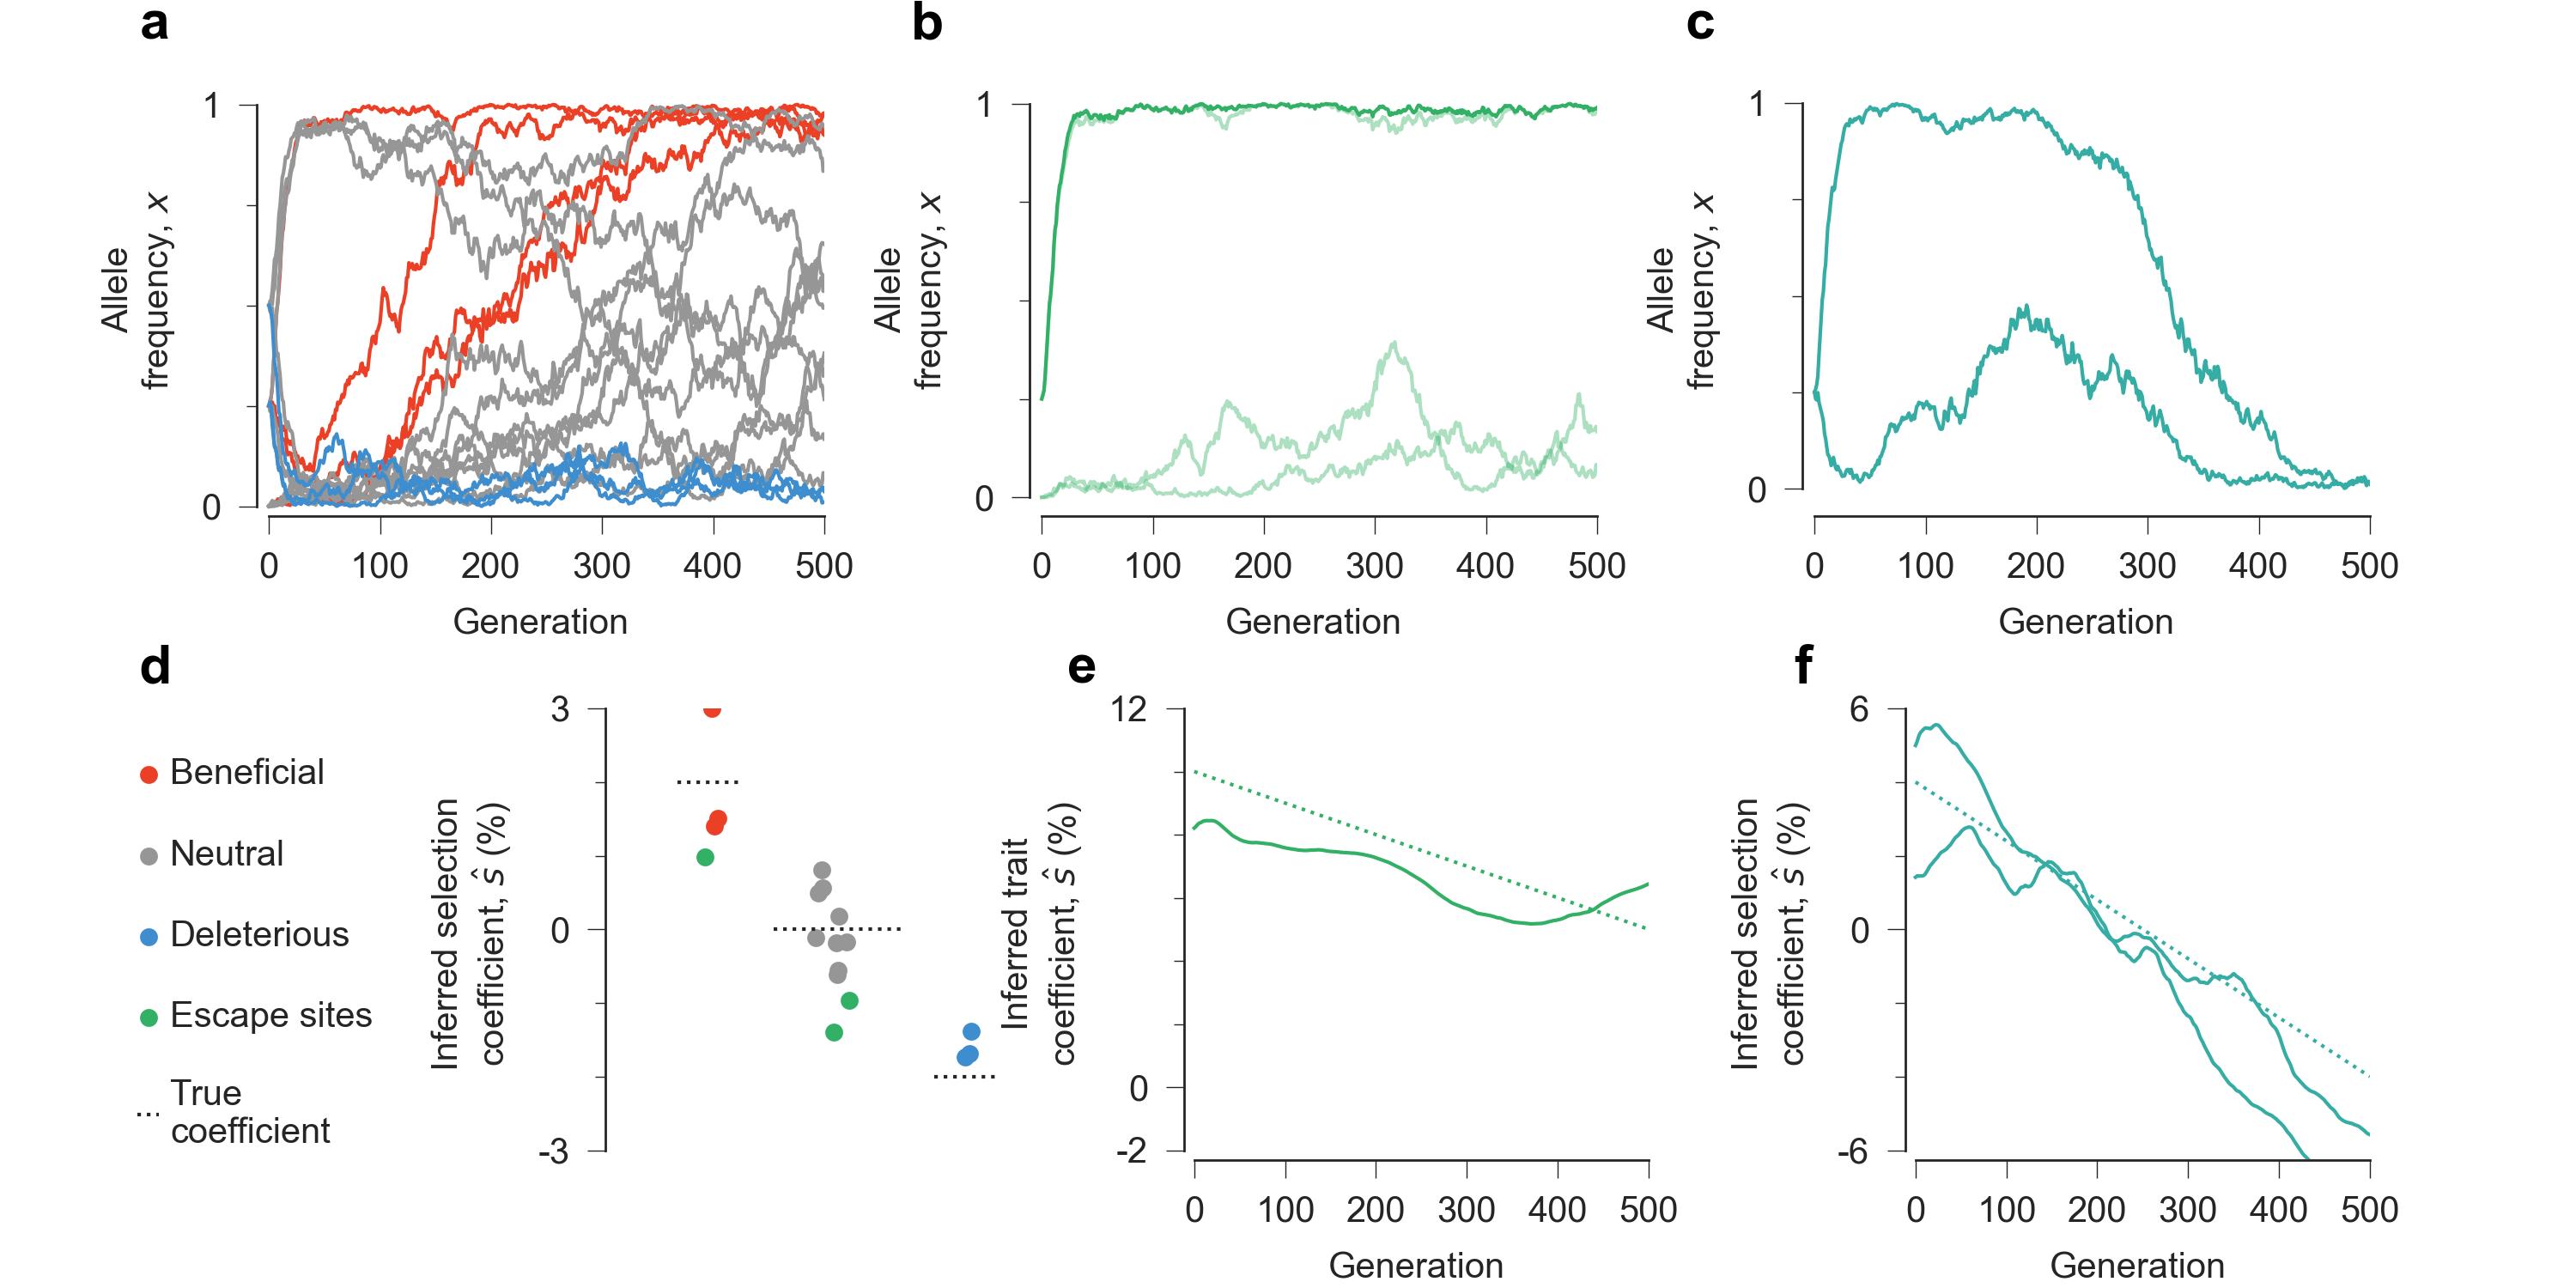 a
b
c
1
0
Allele
frequency, x
0 100 200 300 400 500
Generation
1
0
Allele
frequency, x
0 100 200 300 400 500
Generation
1
0
Allele
frequency, x
0 100 200 300 400 500
Generation
d
Beneficial
Neutral
Deleterious
Escape sites
True
coefficient
3
0
-3
Inferred selection
coefficient, ŝ (%)
e
12
0
-2
Inferred trait
coefficient, ŝ (%)
0 100 200 300 400 500
Generation
f
6
0
-6
Inferred selection
coefficient, ŝ (%)
0 100 200 300 400 500
Generation